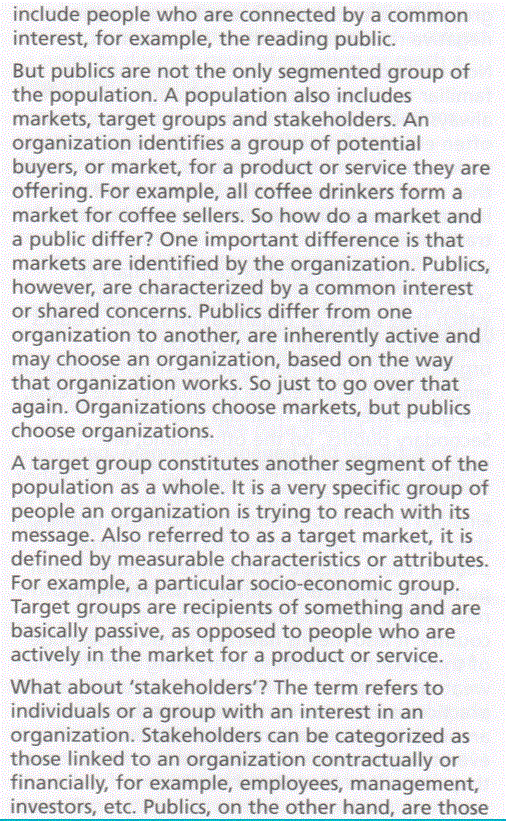 include people who are connected by a common
interest, for example, the reading public.
But publics are not the only segmented group of
the population. A population also includes
markets, target groups and stakeholders. An
organization identifies a group of potential
buyers, or market, for a product or service they are
offering. For example, all coffee drinkers form a
market for coffee sellers. So how do a market and
a public differ? One important difference is that
markets are identified by the organization. Publics,
however, are characterized by a common interest
or shared concerns. Publics differ from one
organization to another, are inherently active and
may choose an organization, based on the way
that organization works. So just to go over that
again. Organizations choose markets, but publics
choose organizations.
A target group constitutes another segment of the
population as a whole. It is a very specific group of
people an organization is trying to reach with its
message. Also referred to as a target market, it is
defined by measurable characteristics or attributes.
For example, a particular socio-economic group.
Target groups are recipients of something and are
basically passive, as opposed to people who are
actively in the market for a product or service.
What about ‘stakeholders’? The term refers to
individuals or a group with an interest in an
organization. Stakeholders can be categorized as
those linked to an organization contractually or
financially, for example, employees, management,
investors, etc. Publics, on the other hand, are those